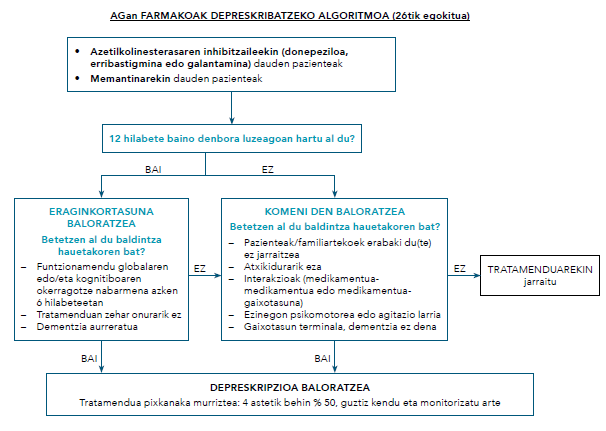 AGan FARMAKOAK DEPRESKRIBATZEKO ALGORITMOA (26tik egokitua)
• Azetilkolinesterasaren inhibitzaileekin (donepeziloa,
erribastigmina edo galantamina) dauden pazienteak
• Memantinarekin dauden pazienteak
12 hilabete baino denbora luzeagoan hartu al du?
BAI
EZ
ERAGINKORTASUNA
BALORATZEA
Betetzen al du baldintza
hauetakoren bat?
– Funtzionamendu globalaren
edo/eta kognitiboaren
okerragotze nabarmena azken
6 hilabeteetan
– Tratamenduan zehar onurarik ez
– Dementzia aurreratua
EZ
KOMENI DEN BALORATZEA
Betetzen al du baldintza hauetakoren bat?
– Pazienteak/familiartekoek erabaki du(te)
ez jarraitzea
– Atxikidurarik eza
– Interakzioak (medikamentua-
medikamentua edo medikamentua-
gaixotasuna)
– Ezinegon psikomotorea edo agitazio larria
– Gaixotasun terminala, dementzia ez dena
EZ
TRATAMENDUAREKIN
jarraitu
BAI
BAI
DEPRESKRIPZIOA BALORATZEA
Tratamendua pixkanaka murriztea: 4 astetik behin % 50, guztiz kendu eta monitorizatu arte